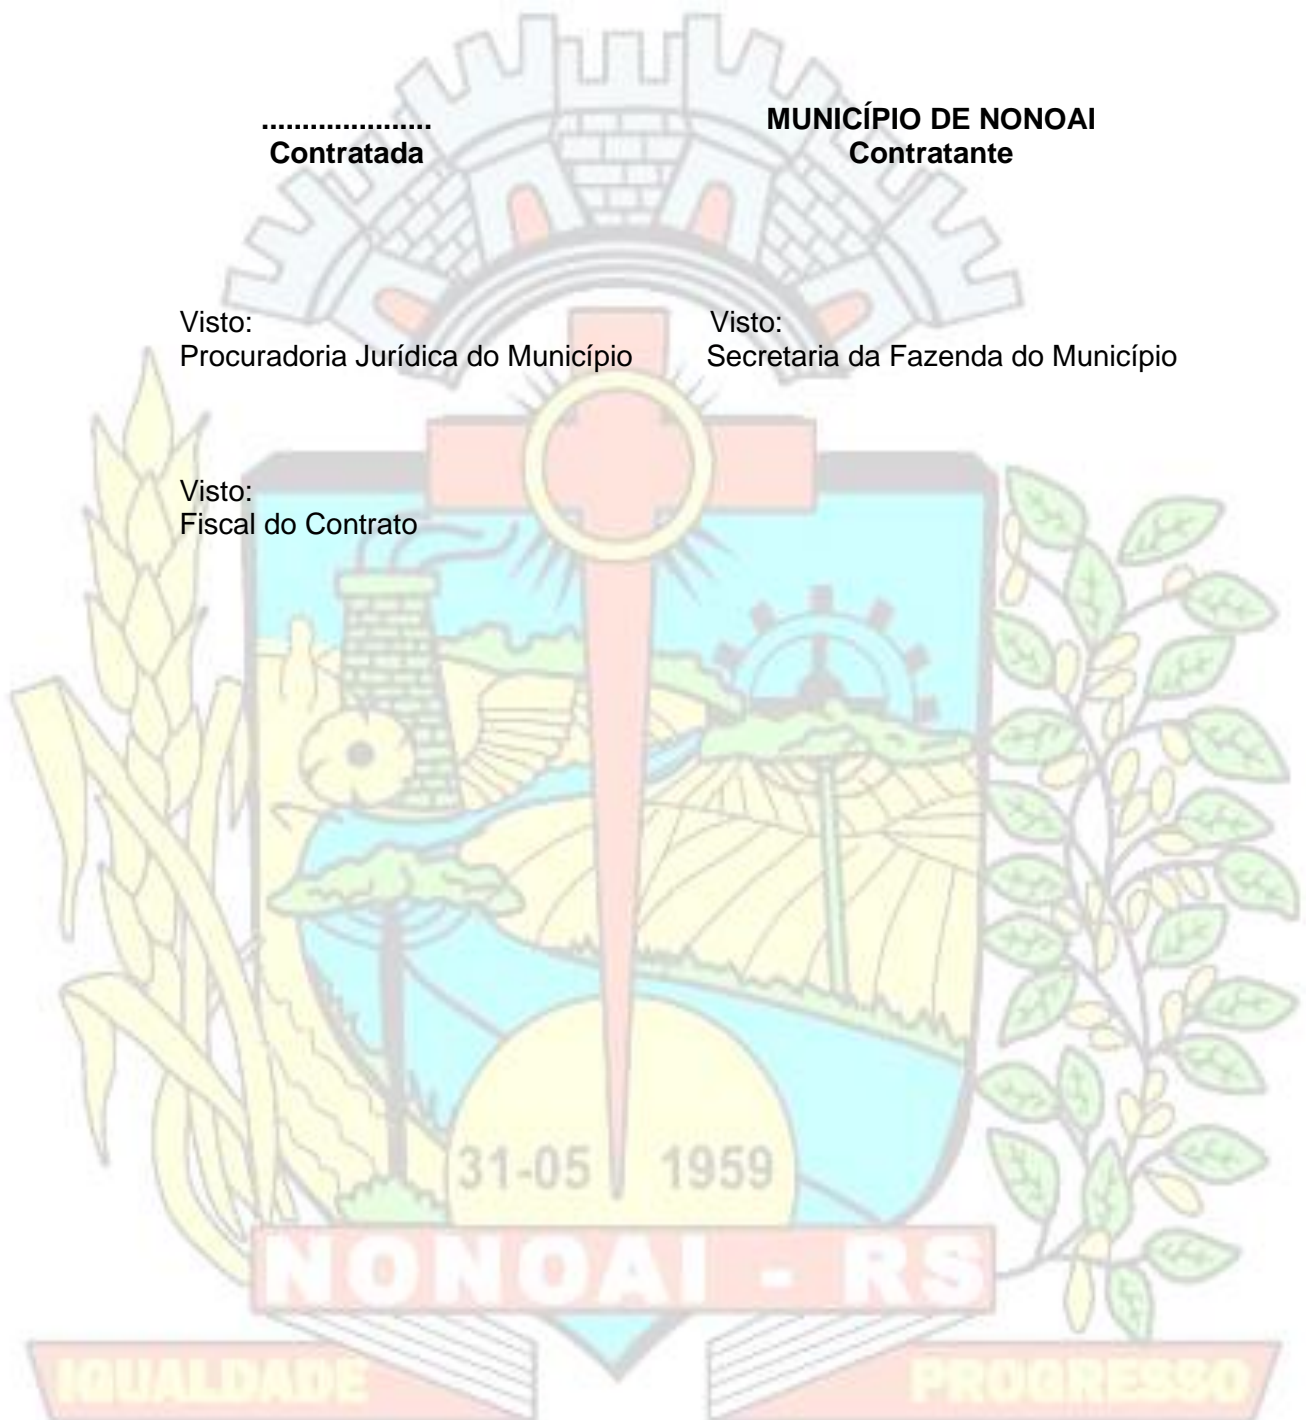 ..................... MUNICÍPIO DE NONOAI
Contratada Contratante
Visto: Visto:
Procuradoria Jurídica do Município Secretaria da Fazenda do Município
Visto:
Fiscal do Contrato
31-05 1959
NONOAI - RS
IGUALDADE PROGRESSO